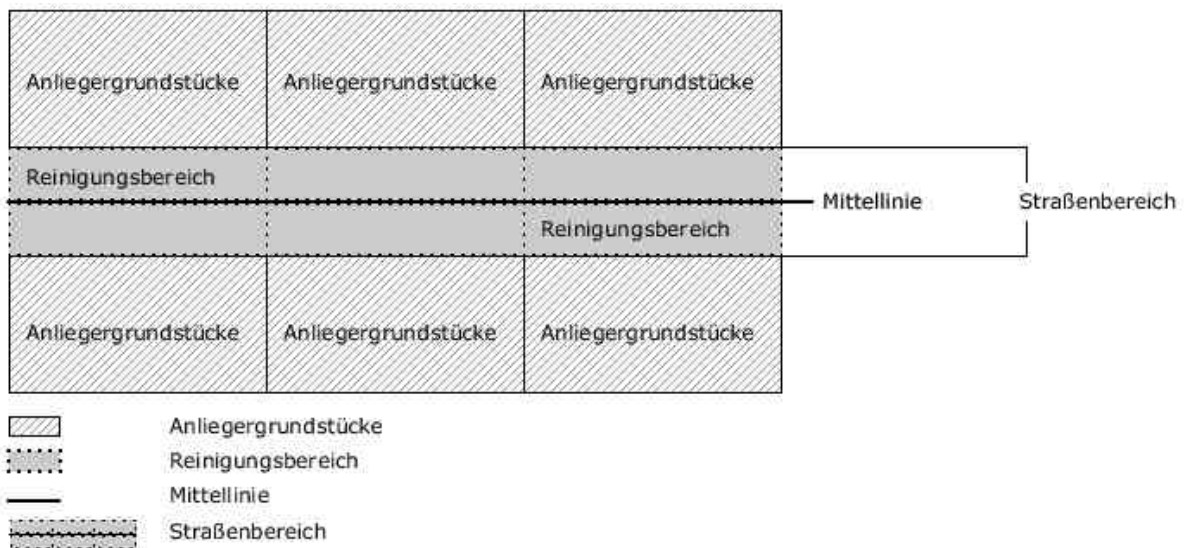 Anliegergrundstücke Anliegergrundstücke Anliegergrundstücke
Reinigungsbereich
Mittellinie Straßenbereich
Reinigungsbereich
Anliegergrundstücke Anliegergrundstücke Anliegergrundstücke
Anliegergrundstücke
Reinigungsbereich
Mittellinie
Straßenbereich